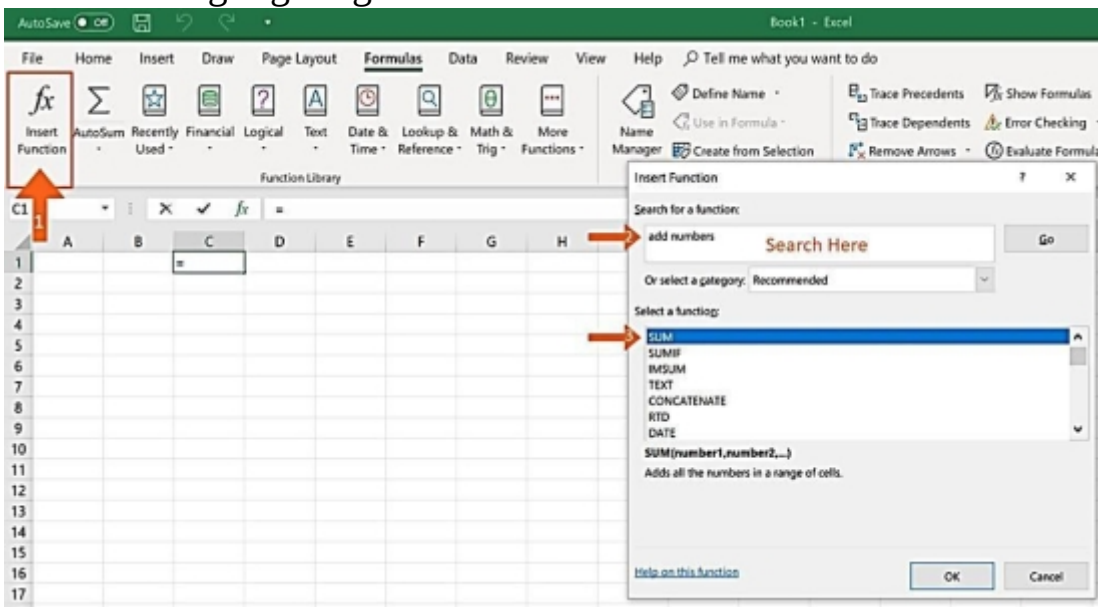 AutoSave Off Book1 - Excel
File Home Insert Draw Page Layout Formulas Data Review View Help Tell me what you want to do
fx Insert Function
AutoSum
Recently Used
Financial
Logical
Text
Date & Time
Lookup & Reference
Math & Trig
More Functions
Name Manager
Define Name
Use in Formula
Create from Selection
Trace Precedents
Trace Dependents
Remove Arrows
Show Formulas
Error Checking
Evaluate Formula
Function Library
1
C1 fx =
A B C D E F G H
1 =
2
3
4
5
6
7
8
9
10
11
12
13
14
15
16
17
Insert Function ? ×
Search for a function:
2 add numbers Search Here Go
Or select a category: Recommended
Select a function:
3 SUM
SUMIF
IMSUM
TEXT
CONCATENATE
RTD
DATE
SUM(number1,number2,...)
Adds all the numbers in a range of cells.
Help on this function OK Cancel